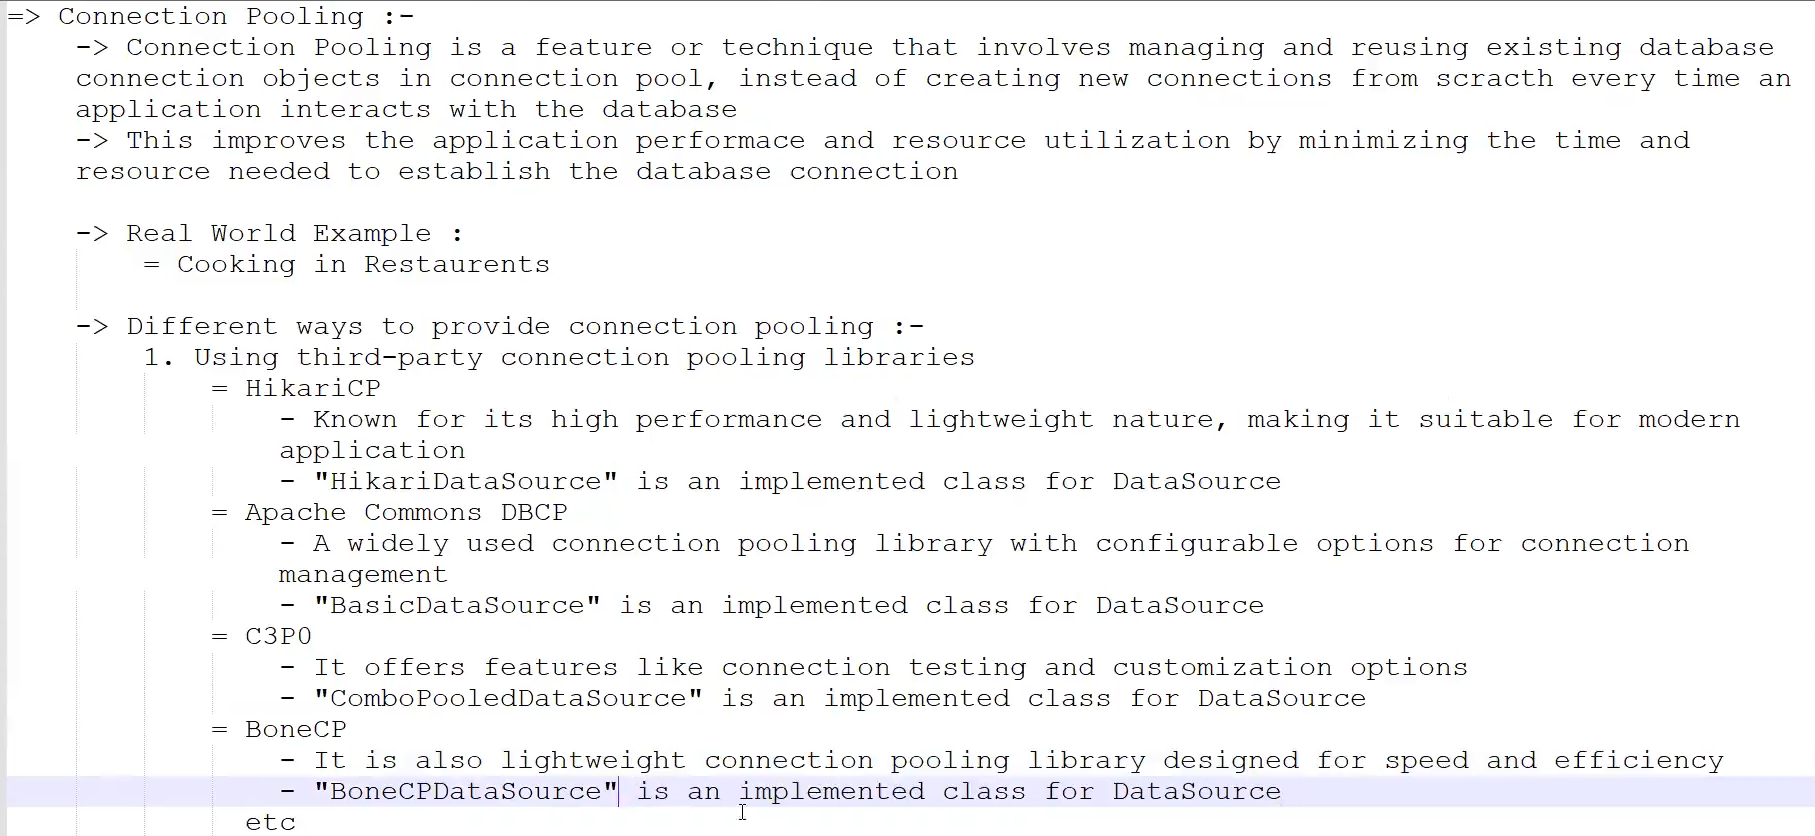 => Connection Pooling :-
-> Connection Pooling is a feature or technique that involves managing and reusing existing database
connection objects in connection pool, instead of creating new connections from scracth every time an
application interacts with the database
-> This improves the application performace and resource utilization by minimizing the time and
resource needed to establish the database connection
-> Real World Example :
= Cooking in Restaurents
-> Different ways to provide connection pooling :-
1. Using third-party connection pooling libraries
= HikariCP
- Known for its high performance and lightweight nature, making it suitable for modern
application
- "HikariDataSource" is an implemented class for DataSource
= Apache Commons DBCP
- A widely used connection pooling library with configurable options for connection
management
- "BasicDataSource" is an implemented class for DataSource
= C3P0
- It offers features like connection testing and customization options
- "ComboPooledDataSource" is an implemented class for DataSource
= BoneCP
- It is also lightweight connection pooling library designed for speed and efficiency
- "BoneCPDataSource" is an implemented class for DataSource
etc